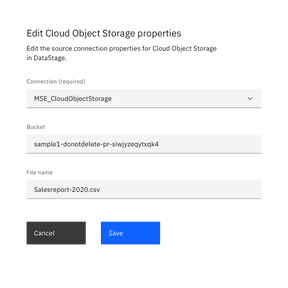 Edit Cloud Object Storage properties
Edit the source connection properties for Cloud Object Storage
in DataStage.
Connection (required)
MSE_CloudObjectStorage
Bucket
sample1-donotdelete-pr-siwjyzeqytxqk4
File name
Salesreport-2020.csv
Cancel
Save